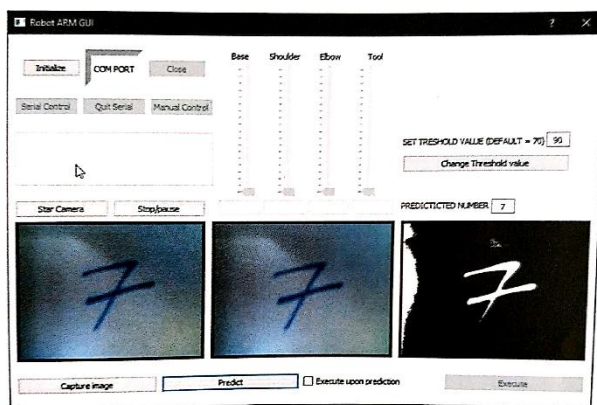 Robot ARM GUI ? ×
Initialize COM PORT Close
Base Shoulder Elbow Tool
Serial Control Quit Serial Manual Control
SET TRESHOLD VALUE (DEFAULT = 70) 90
Change Threshold value
Star Camera Stop/pause
PREDICTICTED NUMBER 7
7 7 7
Capture image Predict Execute upon prediction Execute